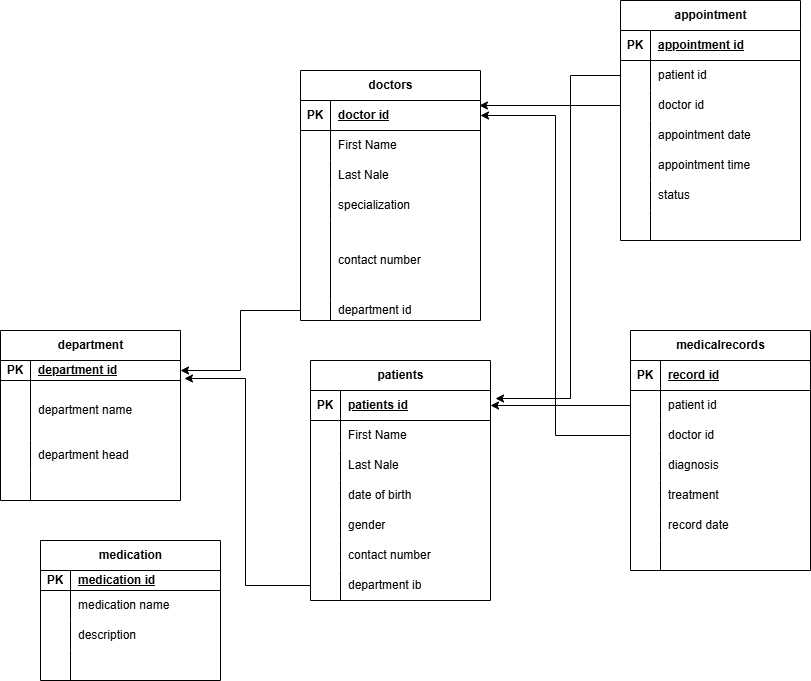 appointment
PK appointment id
patient id
doctor id
appointment date
appointment time
status
doctors
PK doctor id
First Name
Last Nale
specialization
contact number
department id
department
PK department id
department name
department head
patients
PK patients id
First Name
Last Nale
date of birth
gender
contact number
department ib
medicalrecords
PK record id
patient id
doctor id
diagnosis
treatment
record date
medication
PK medication id
medication name
description